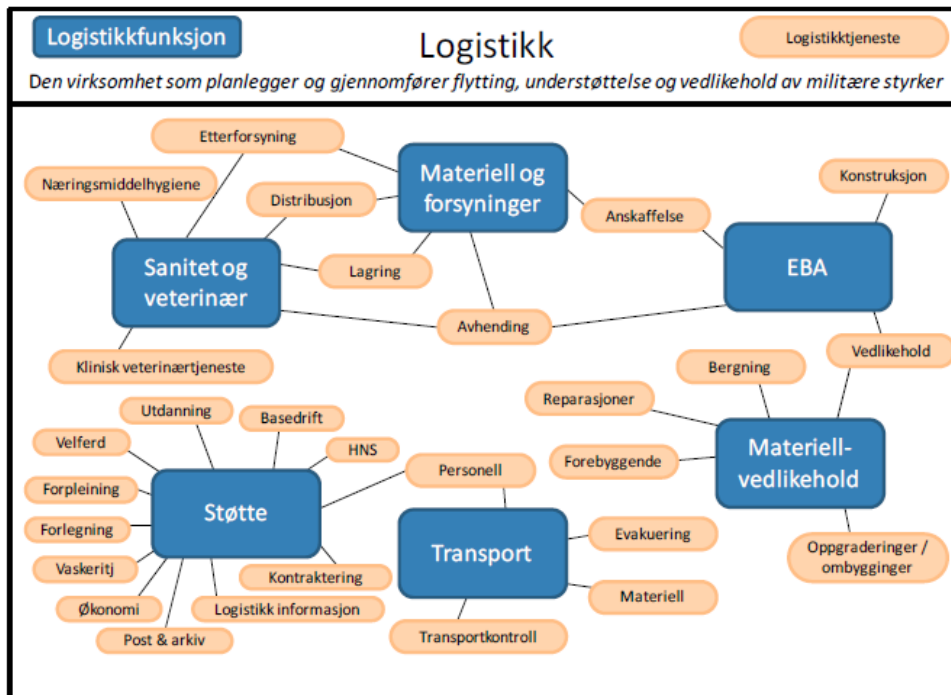 Logistikkfunksjon
Logistikk
Logistikktjeneste
Den virksomhet som planlegger og gjennomfører flytting, understøttelse og vedlikehold av militære styrker
Etterforsyning
Materiell og
forsyninger
Konstruksjon
Næringsmiddelhygiene
Distribusjon
Anskaffelse
Sanitet og
veterinær
Lagring
EBA
Avhending
Klinisk veterinærtjeneste
Vedlikehold
Bergning
Reparasjoner
Utdanning
Basedrift
Velferd
HNS
Personell
Forebyggende
Materiell-
vedlikehold
Forpleining
Støtte
Forlegning
Transport
Evakuering
Oppgraderinger /
ombygginger
Vaskeritj
Kontraktering
Økonomi
Logistikk informasjon
Materiell
Post & arkiv
Transportkontroll